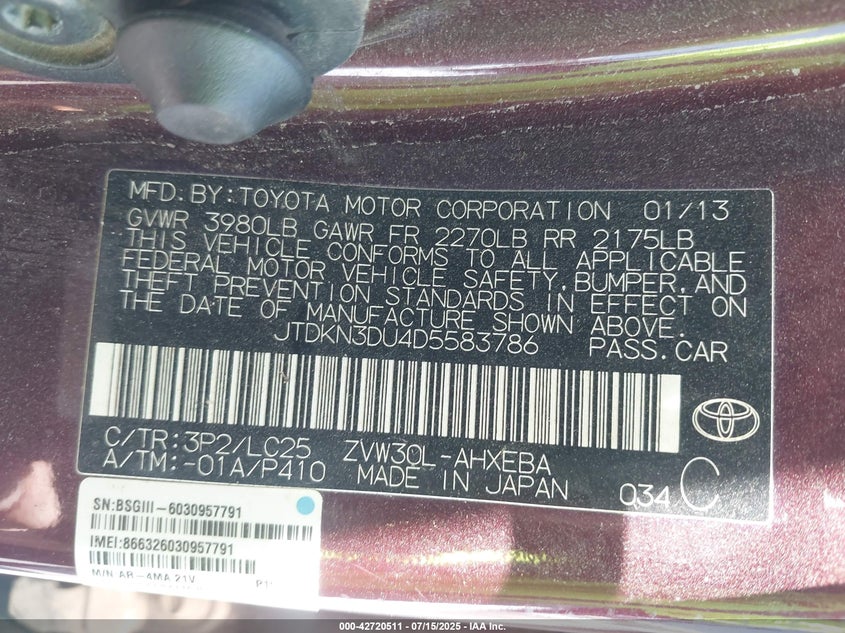 MFD. BY: TOYOTA MOTOR CORPORATION 01/13
GVWR 3980LB GAWR FR 2270LB RR 2175LB
THIS VEHICLE CONFORMS TO ALL APPLICABLE
FEDERAL MOTOR VEHICLE SAFETY, BUMPER, AND
THEFT PREVENTION STANDARDS IN EFFECT ON
THE DATE OF MANUFACTURE SHOWN ABOVE.
JTDKN3DU4D5583786 PASS. CAR
C/TR: 3P2/LC25 ZVW30L-AHXEBA
A/TM:-01A/P410 MADE IN JAPAN 034 C
SN:BSGIII-6030957791
IMEI:866326030957791
M/N AR-4MA 21V
000-42720511 - 07/15/2025 - IAA Inc.